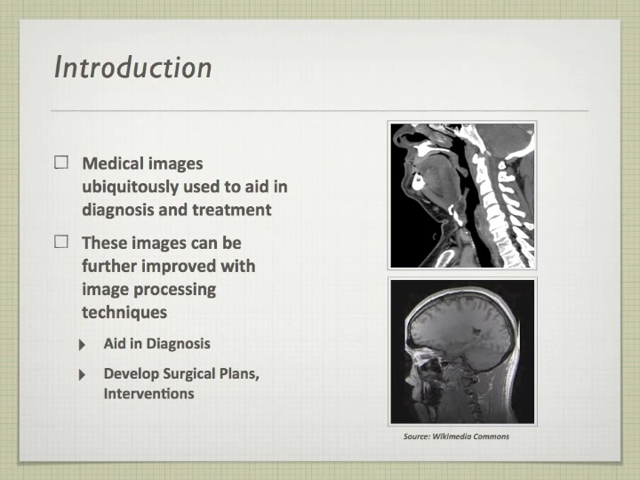 Introduction
Medical images
ubiquitously used to aid in
diagnosis and treatment
These images can be
further improved with
image processing
techniques
Aid in Diagnosis
Develop Surgical Plans,
Interventions
Source: Wikimedia Commons